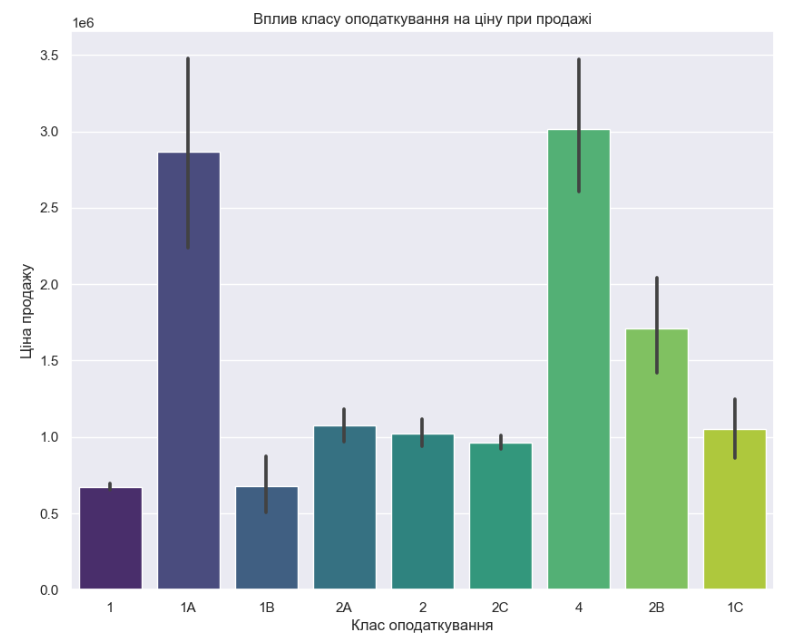 Вплив класу оподаткування на ціну при продажі
1e6
3.5
3.0
2.5
2.0
1.5
1.0
0.5
0.0
Ціна продажу
1 1A 1B 2A 2 2C 4 2B 1C
Клас оподаткування